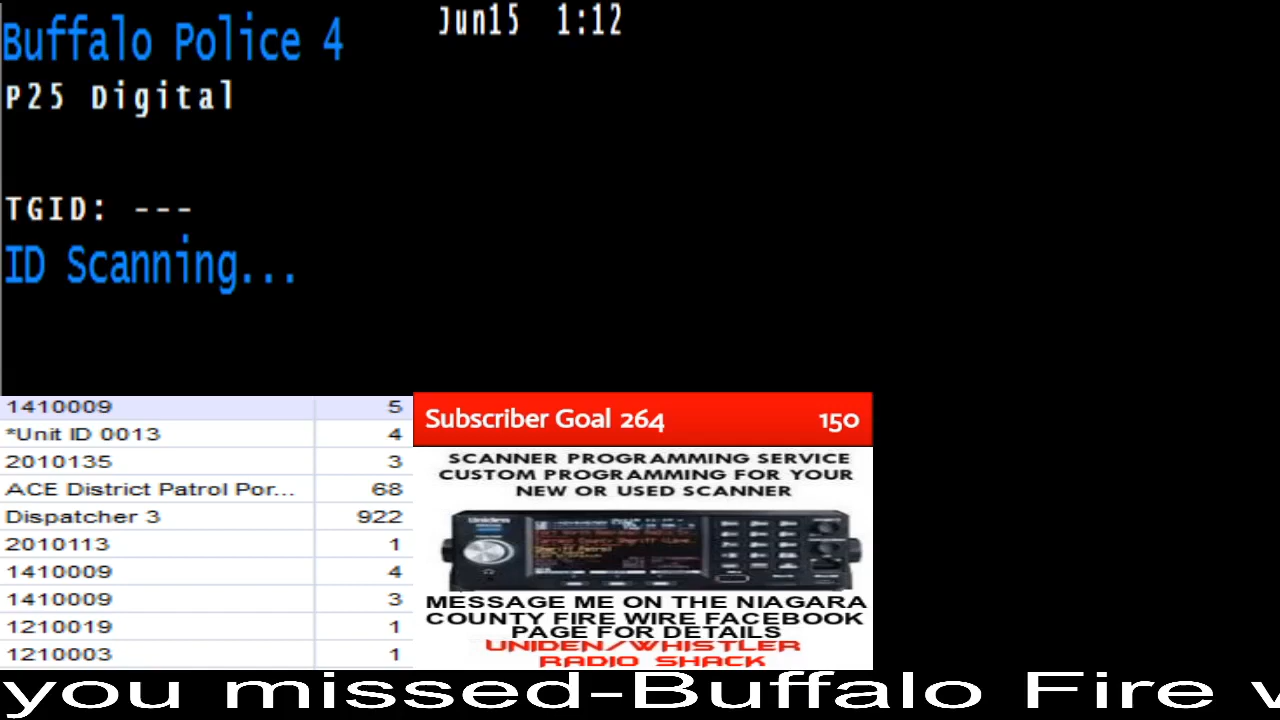 Buffalo Police 4
Jun15 1:12
P25 Digital
TGID: ---
ID Scanning...
1410009 5
*Unit ID 0013 4
2010135 3
ACE District Patrol Por... 68
Dispatcher 3 922
2010113 1
1410009 4
1410009 3
1210019 1
1210003 1
Subscriber Goal 264 150
SCANNER PROGRAMMING SERVICE
CUSTOM PROGRAMMING FOR YOUR
NEW OR USED SCANNER
Uniden
MESSAGE ME ON THE NIAGARA
COUNTY FIRE WIRE FACEBOOK
PAGE FOR DETAILS
UNIDEN/WHISTLER
RADIO SHACK
you missed-Buffalo Fire v